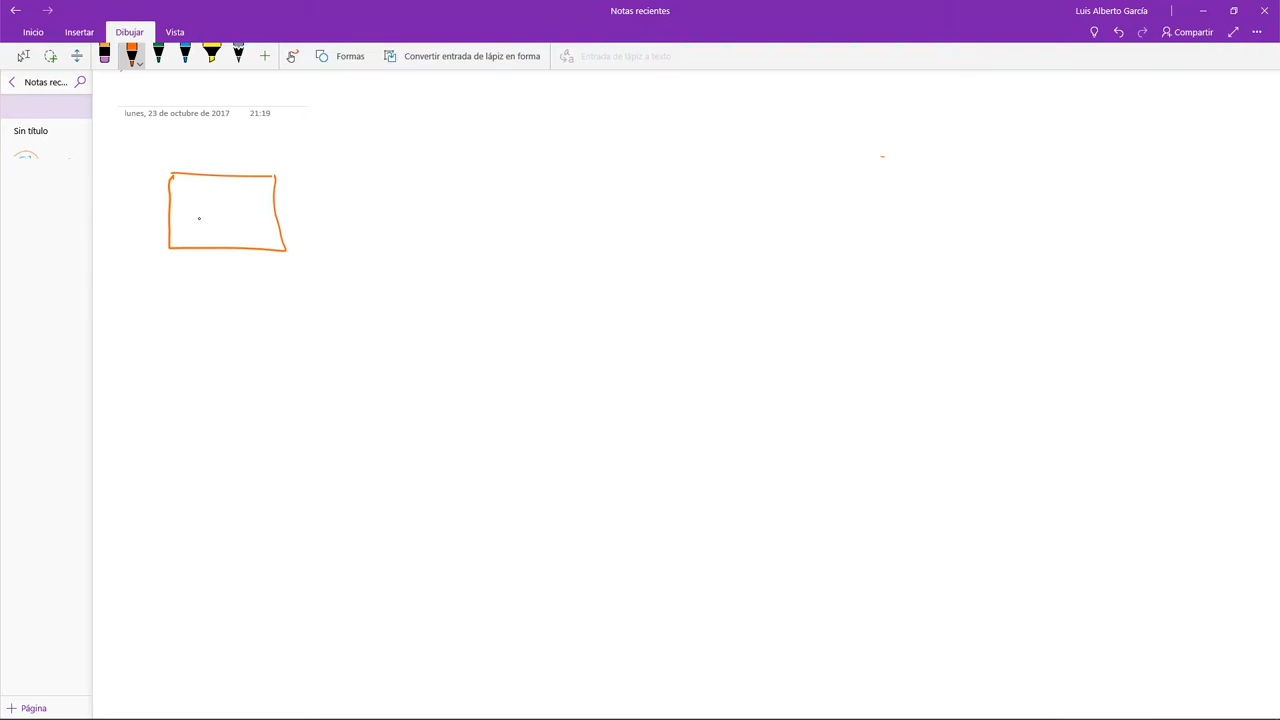 Notas recientes
Luis Alberto García
Inicio
Insertar
Dibujar
Vista
Compartir
Formas
Convertir entrada de lápiz en forma
Entrada de lápiz a texto
Notas rec...
lunes, 23 de octubre de 2017 21:19
Sin título
Página